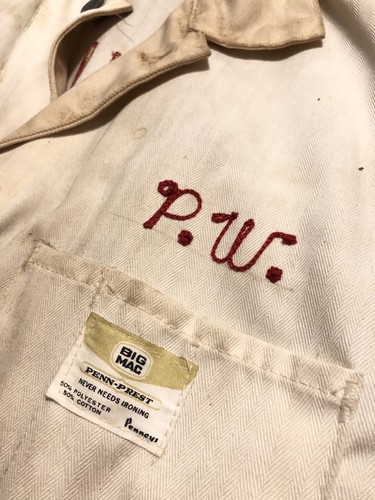 P.W.
BIG
MAC
PENN-PREST
NEVER NEEDS IRONING
50% POLYESTER
50% COTTON
Penneys